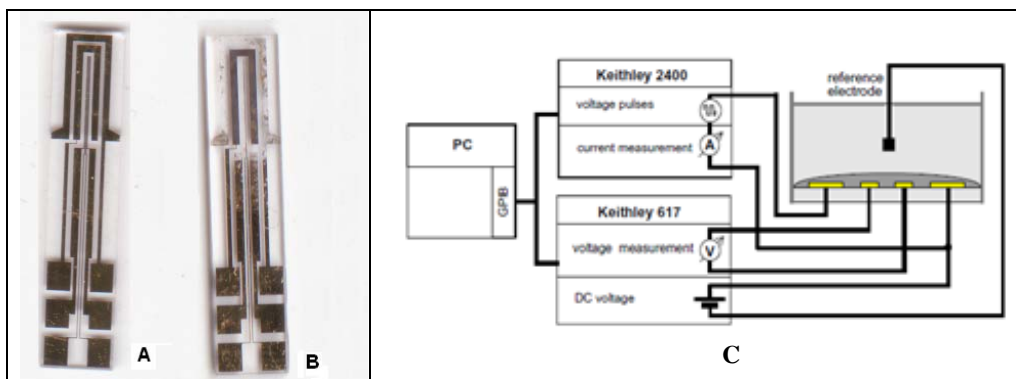 A
B
Keithley 2400
voltage pulses
current measurement
A
PC
GPIB
Keithley 617
voltage measurement
V
DC voltage
reference
electrode
C